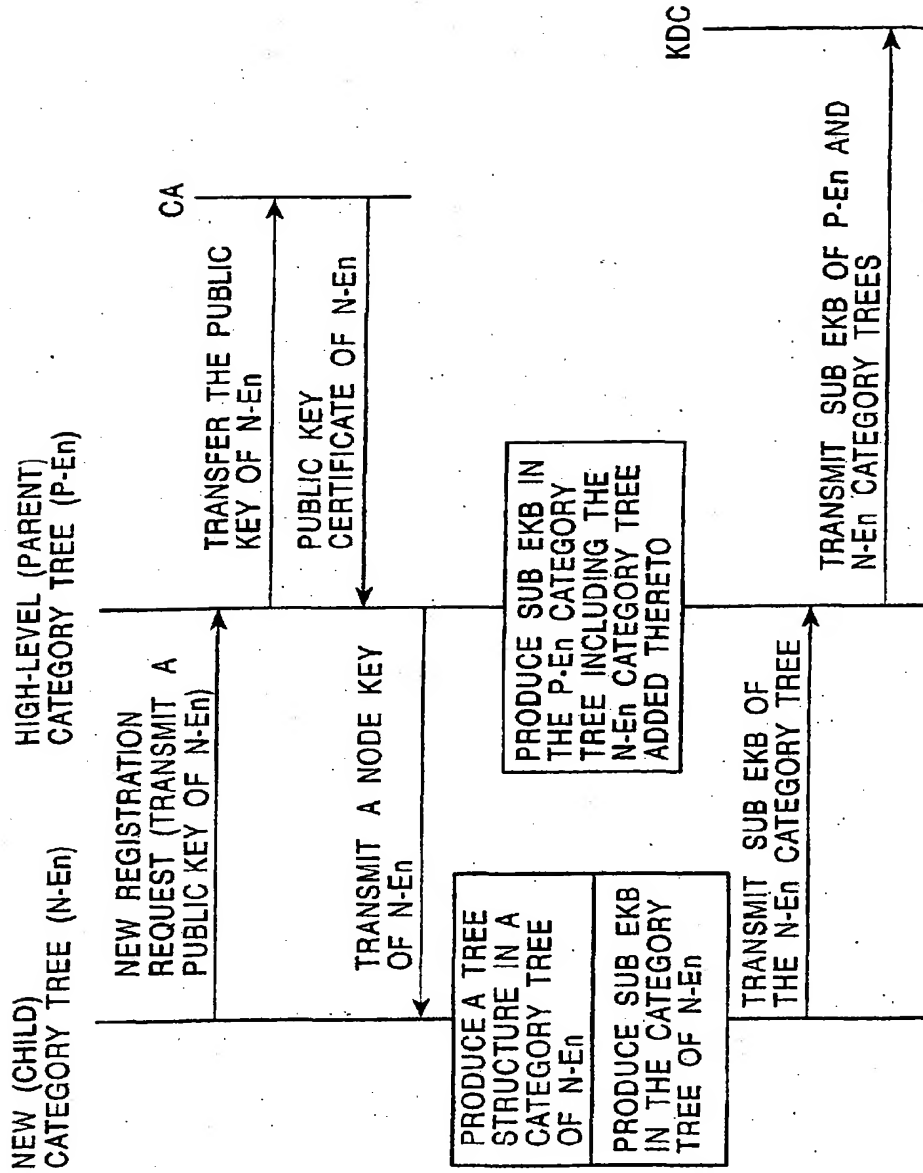 NEW (CHILD)
CATEGORY TREE (N-En)
HIGH-LEVEL (PARENT)
CATEGORY TREE (P-En)
CA
KDC
NEW REGISTRATION
REQUEST (TRANSMIT A
PUBLIC KEY OF N-En)
TRANSFER THE PUBLIC
KEY OF N-En
PUBLIC KEY
CERTIFICATE OF N-En
TRANSMIT A NODE KEY
OF N-En
PRODUCE A TREE
STRUCTURE IN A
CATEGORY TREE
OF N-En
PRODUCE SUB EKB
IN THE CATEGORY
TREE OF N-En
PRODUCE SUB EKB IN
THE P-En CATEGORY
TREE INCLUDING THE
N-En CATEGORY TREE
ADDED THERETO
TRANSMIT SUB EKB OF
THE N-En CATEGORY TREE
TRANSMIT SUB EKB OF P-En AND
N-En CATEGORY TREES